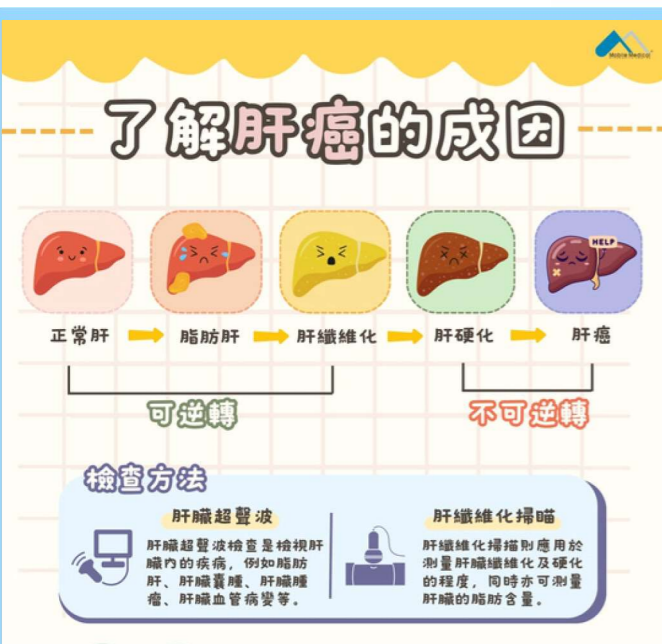 Mobile Medical
了解肝癌的成因
HELP
正常肝
脂肪肝
肝纖維化
肝硬化
肝癌
可逆轉
不可逆轉
檢查方法
肝臟超聲波
肝臟超聲波檢查是檢視肝
臟內的疾病，例如脂肪
肝、肝臟囊腫、肝臟腫
瘤、肝臟血管病變等。
肝纖維化掃瞄
肝纖維化掃描則應用於
測量肝臟纖維化及硬化
的程度，同時亦可測量
肝臟的脂肪含量。